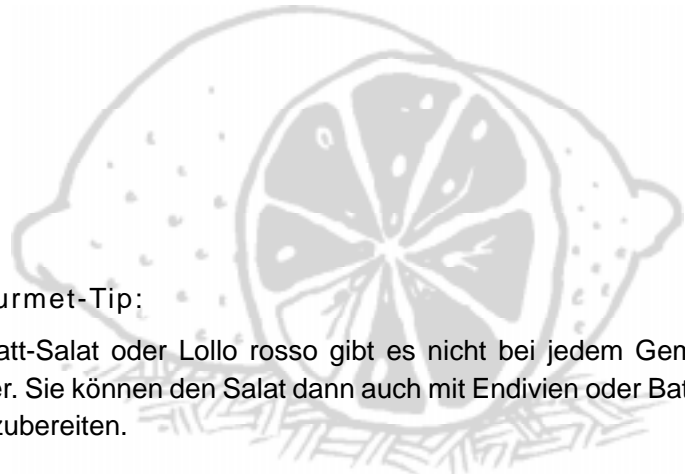 urmet-Tip:
att-Salat oder Lollo rosso gibt es nicht bei jedem Gem
er. Sie können den Salat dann auch mit Endivien oder Bat
zubereiten.